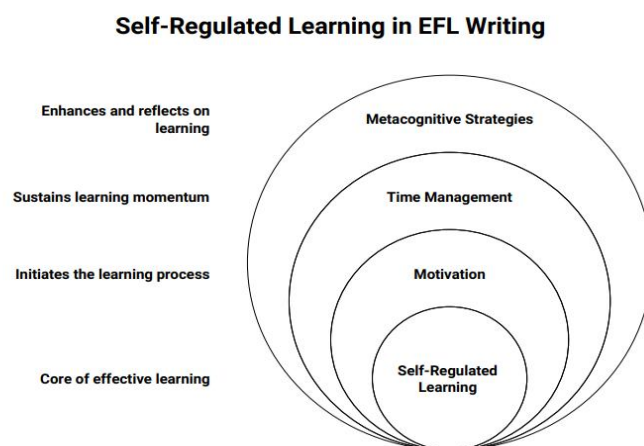 Self-Regulated Learning in EFL Writing
Enhances and reflects on
learning
Metacognitive Strategies
Sustains learning momentum
Time Management
Initiates the learning process
Motivation
Core of effective learning
Self-Regulated
Learning